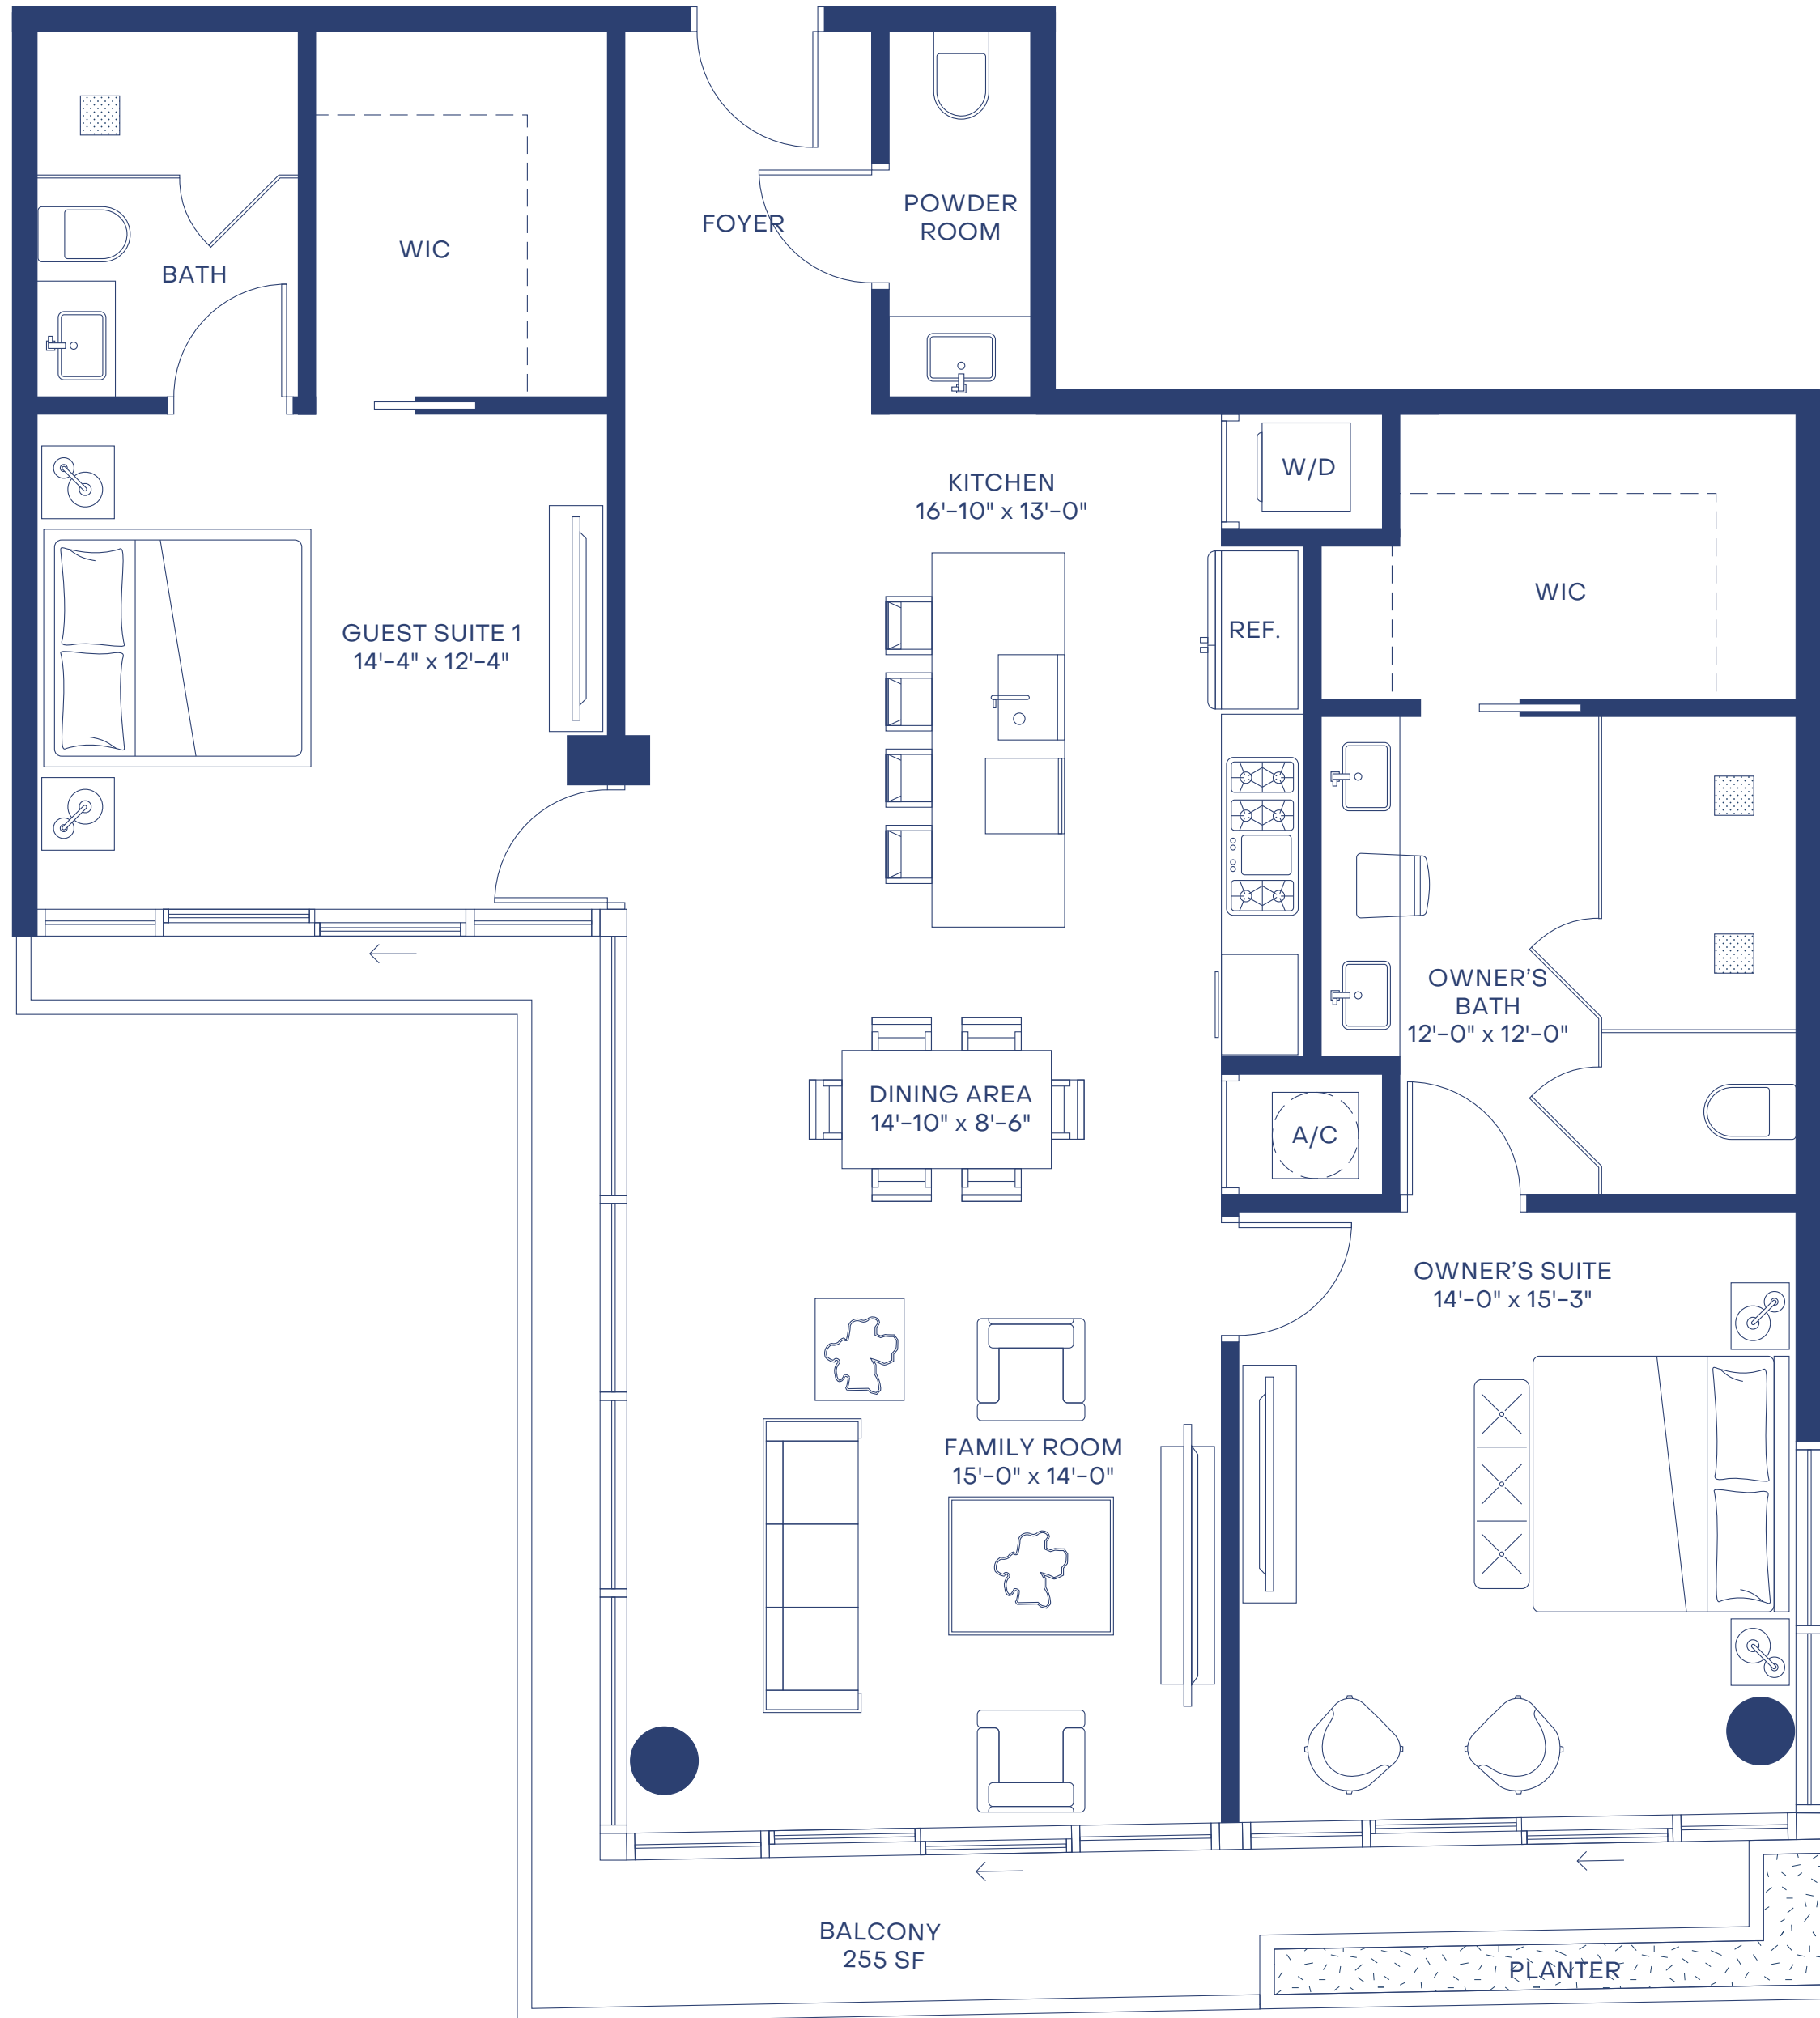 FOYER
POWDER
ROOM
WIC
BATH
KITCHEN
16'-10" x 13'-0"
W/D
WIC
GUEST SUITE 1
14'-4" x 12'-4"
REF.
OWNER'S
BATH
12'-0" x 12'-0"
DINING AREA
14'-10" x 8'-6"
A/C
OWNER'S SUITE
14'-0" x 15'-3"
FAMILY ROOM
15'-0" x 14'-0"
BALCONY
255 SF
PLANTER